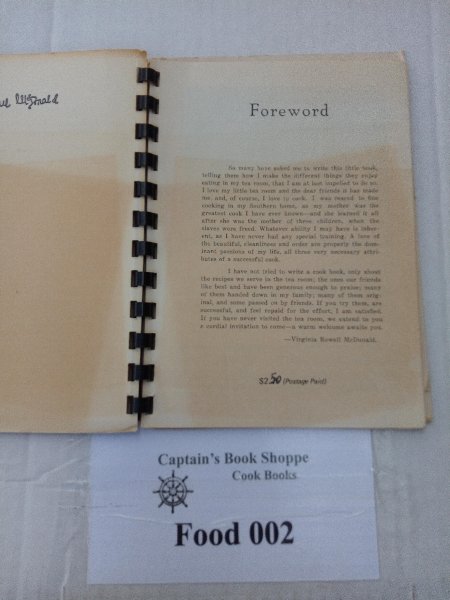 Foreword
So many have asked me to write this little book,
telling them how I make the different things they enjoy
eating in my tea room, that I am at last impelled to do so.
I love my little tea room and the dear friends it has made
me, and, of course, I love to cook. I was reared to fine
cooking in my Southern home, as my mother was the
greatest cook I have ever known—and she learned it all
after she was the mother of three children, when the
slaves were freed. Whatever ability I may have is inher-
ent, as I have never had any special training. A love of
the beautiful, cleanliness and order are properly the dom-
inant passions of my life, all three very necessary attri-
butes of a successful cook.
I have not tried to write a cook book, only about
the recipes we serve in the tea room; the ones our friends
like best and have been generous enough to praise; many
of them handed down in my family; many of them orig-
inal, and some passed on by friends. If you try them, are
successful, and feel repaid for the effort, I am satisfied.
If you have never visited the tea room, we extend to you
a cordial invitation to come—a warm welcome awaits you.
—Virginia Rowell McDonald.
$2.50 (Postage Paid)
Captain's Book Shoppe
Cook Books
Food 002